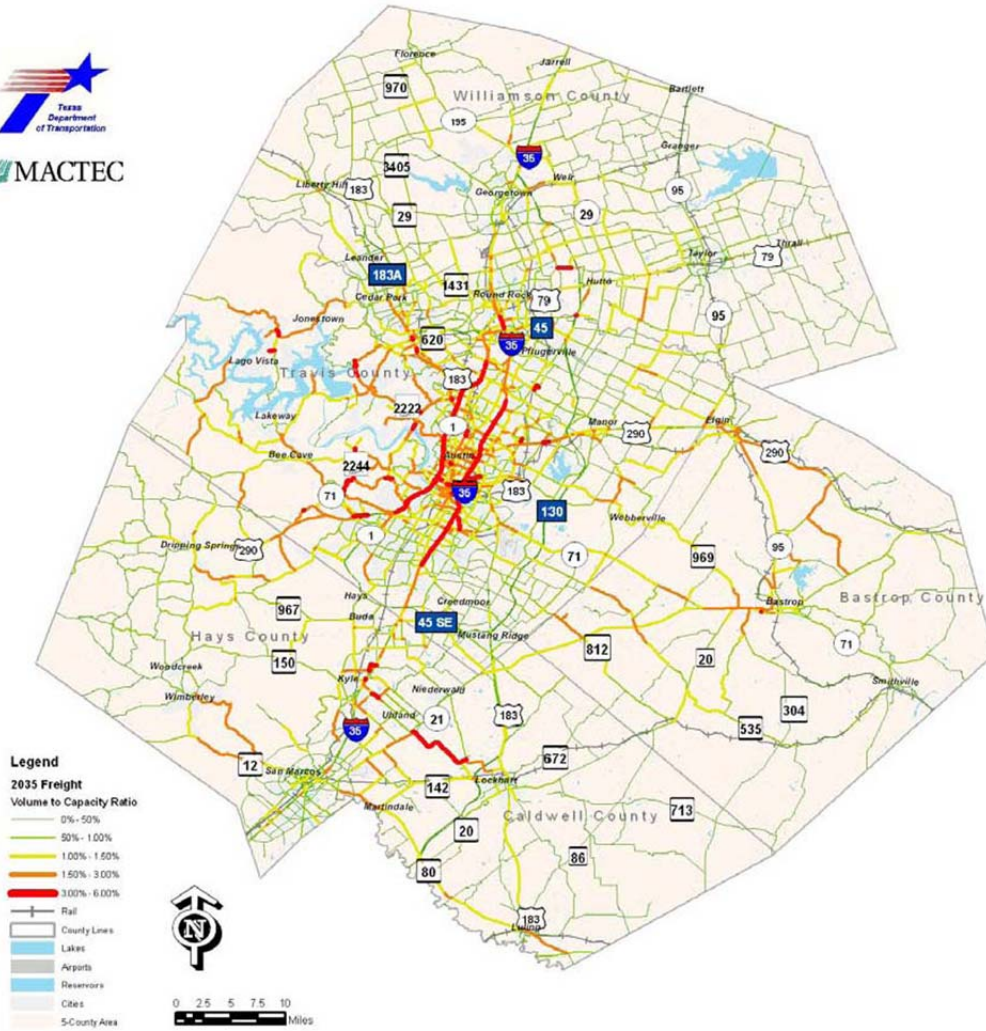 Texas
Department
of Transportation
MACTEC
Florence
Jarrell
970
Williamson County
Bartlett
195
Granger
35
3405
Weir
Liberty Hill
183
Georgetown
95
29
29
Taylor
Thrall
79
Leander
183A
1431
Hutto
Cedar Park
Round Rock
79
95
Jonestown
45
620
35
Pflugerville
Lago Vista
Travis County
183
2222
Lakeway
1
Manor
290
Elgin
290
Bee Cave
2244
Austin
71
35
183
130
Webberville
1
Dripping Springs
290
71
969
95
Hays
Creedmoor
Bastrop
Bastrop County
967
Buda
45 SE
Mustang Ridge
Hays County
812
71
150
20
Woodcreek
Kyle
Smithville
Wimberley
Niederwald
304
Uhland
21
183
535
35
12
672
San Marcos
142
Lockhart
Martindale
713
Caldwell County
20
86
80
183
Luling
Legend
2035 Freight
Volume to Capacity Ratio
0% - 50%
50% - 1.00%
1.00% - 1.50%
1.50% - 3.00%
3.00% - 6.00%
Rail
County Lines
Lakes
Airports
Reservoirs
Cities
5-County Area
N
0 2.5 5 7.5 10
Miles